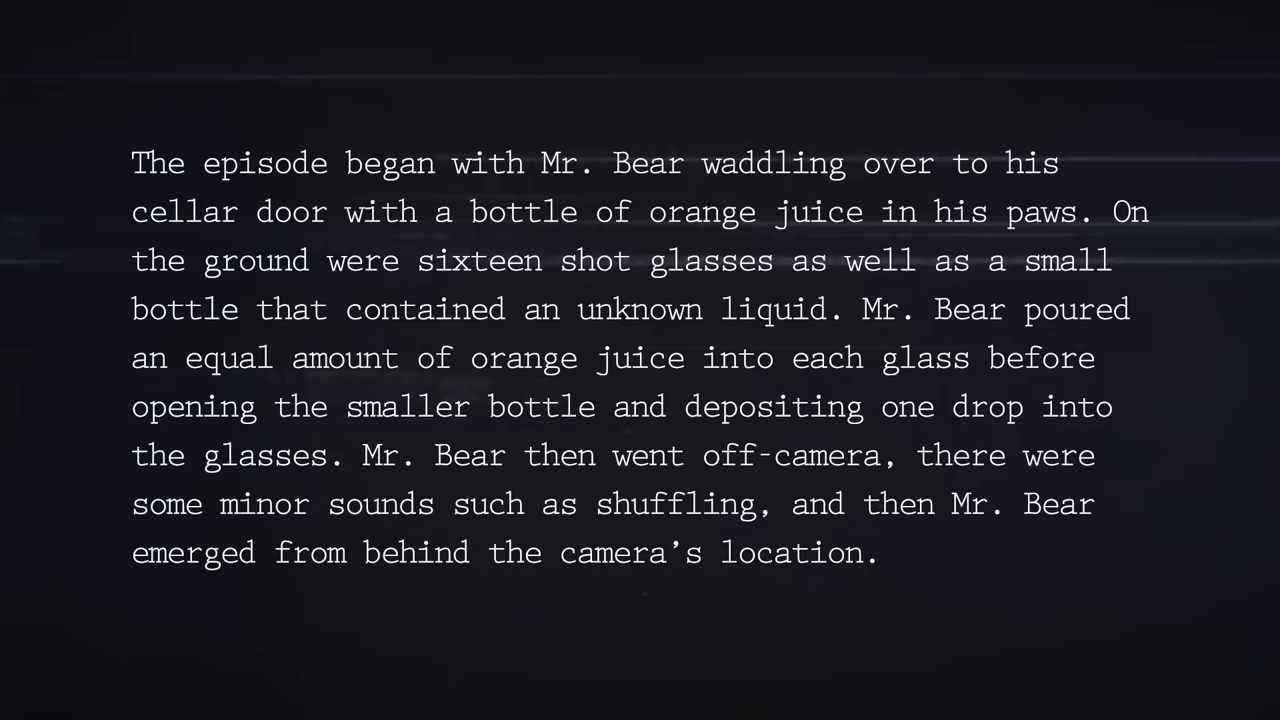 The episode began with Mr. Bear waddling over to his
cellar door with a bottle of orange juice in his paws. On
the ground were sixteen shot glasses as well as a small
bottle that contained an unknown liquid. Mr. Bear poured
an equal amount of orange juice into each glass before
opening the smaller bottle and depositing one drop into
the glasses. Mr. Bear then went off-camera, there were
some minor sounds such as shuffling, and then Mr. Bear
emerged from behind the camera’s location.